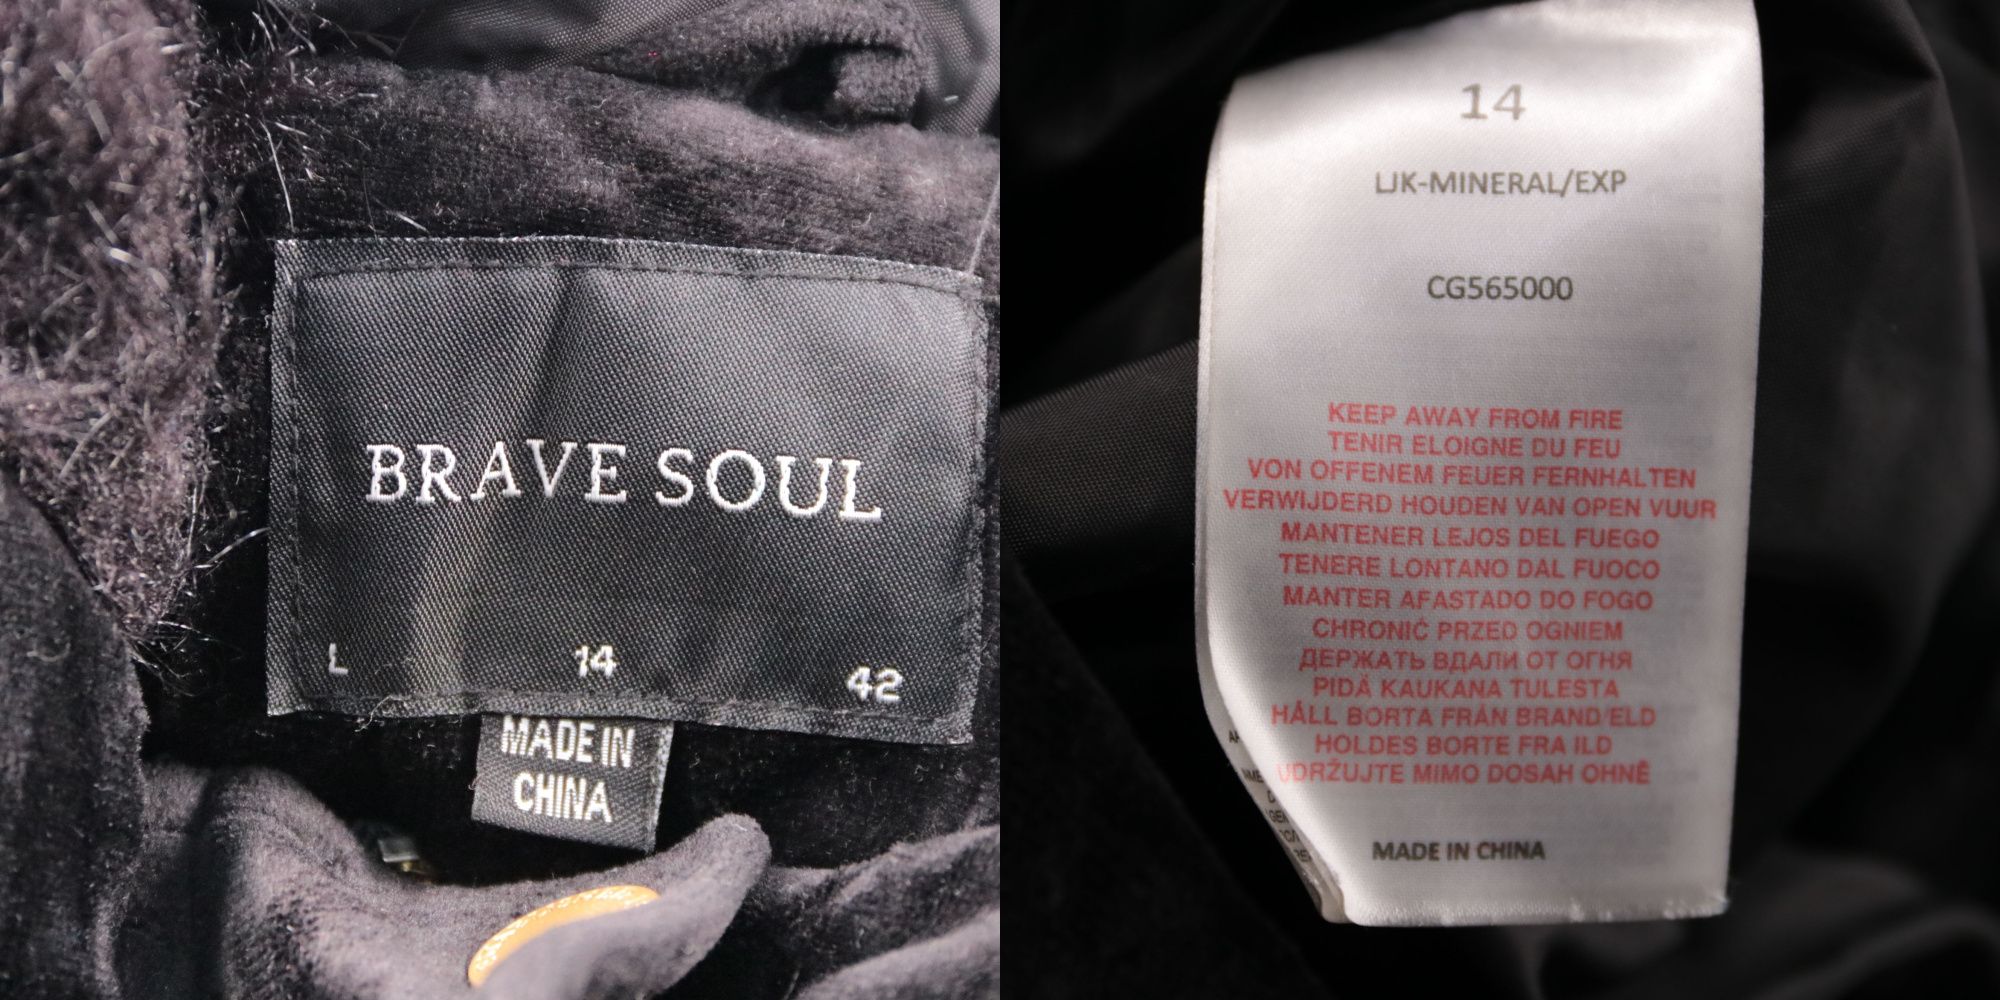 BRAVE SOUL
L 14 42
MADE IN
CHINA
14
LJK-MINERAL/EXP
CG565000
KEEP AWAY FROM FIRE
TENIR ELOIGNE DU FEU
VON OFFENEM FEUER FERNHALTEN
VERWIJDERD HOUDEN VAN OPEN VUUR
MANTENER LEJOS DEL FUEGO
TENERE LONTANO DAL FUOCO
MANTER AFASTADO DO FOGO
CHRONIĆ PRZED OGNIEM
ДЕРЖАТЬ ВДАЛИ ОТ ОГНЯ
PIDÄ KAUKANA TULESTA
HÅLL BORTA FRÅN BRAND/ELD
HOLDES BORTE FRA ILD
UDRŽUJTE MIMO DOSAH OHNĚ
MADE IN CHINA